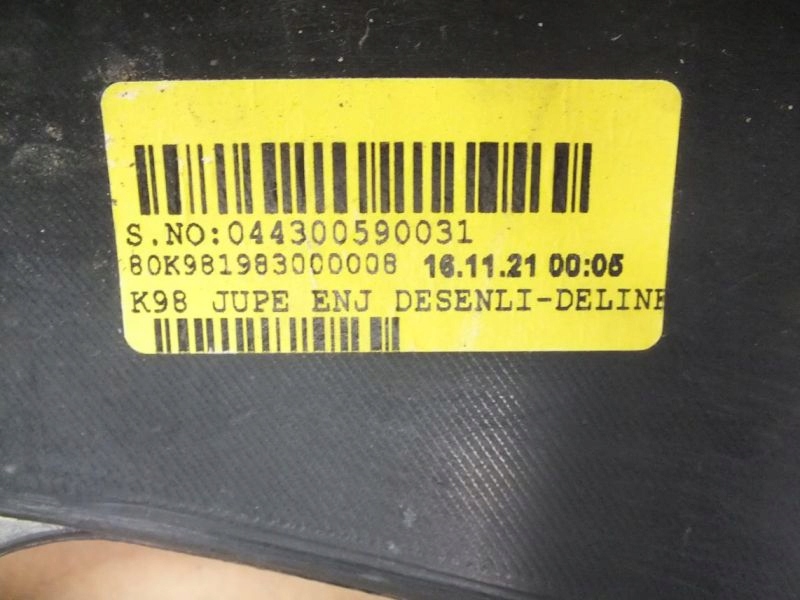 S.NO:044300590031
80K981983000008 16.11.21 00:05
K98 JUPE ENJ DESENLI-DELINE